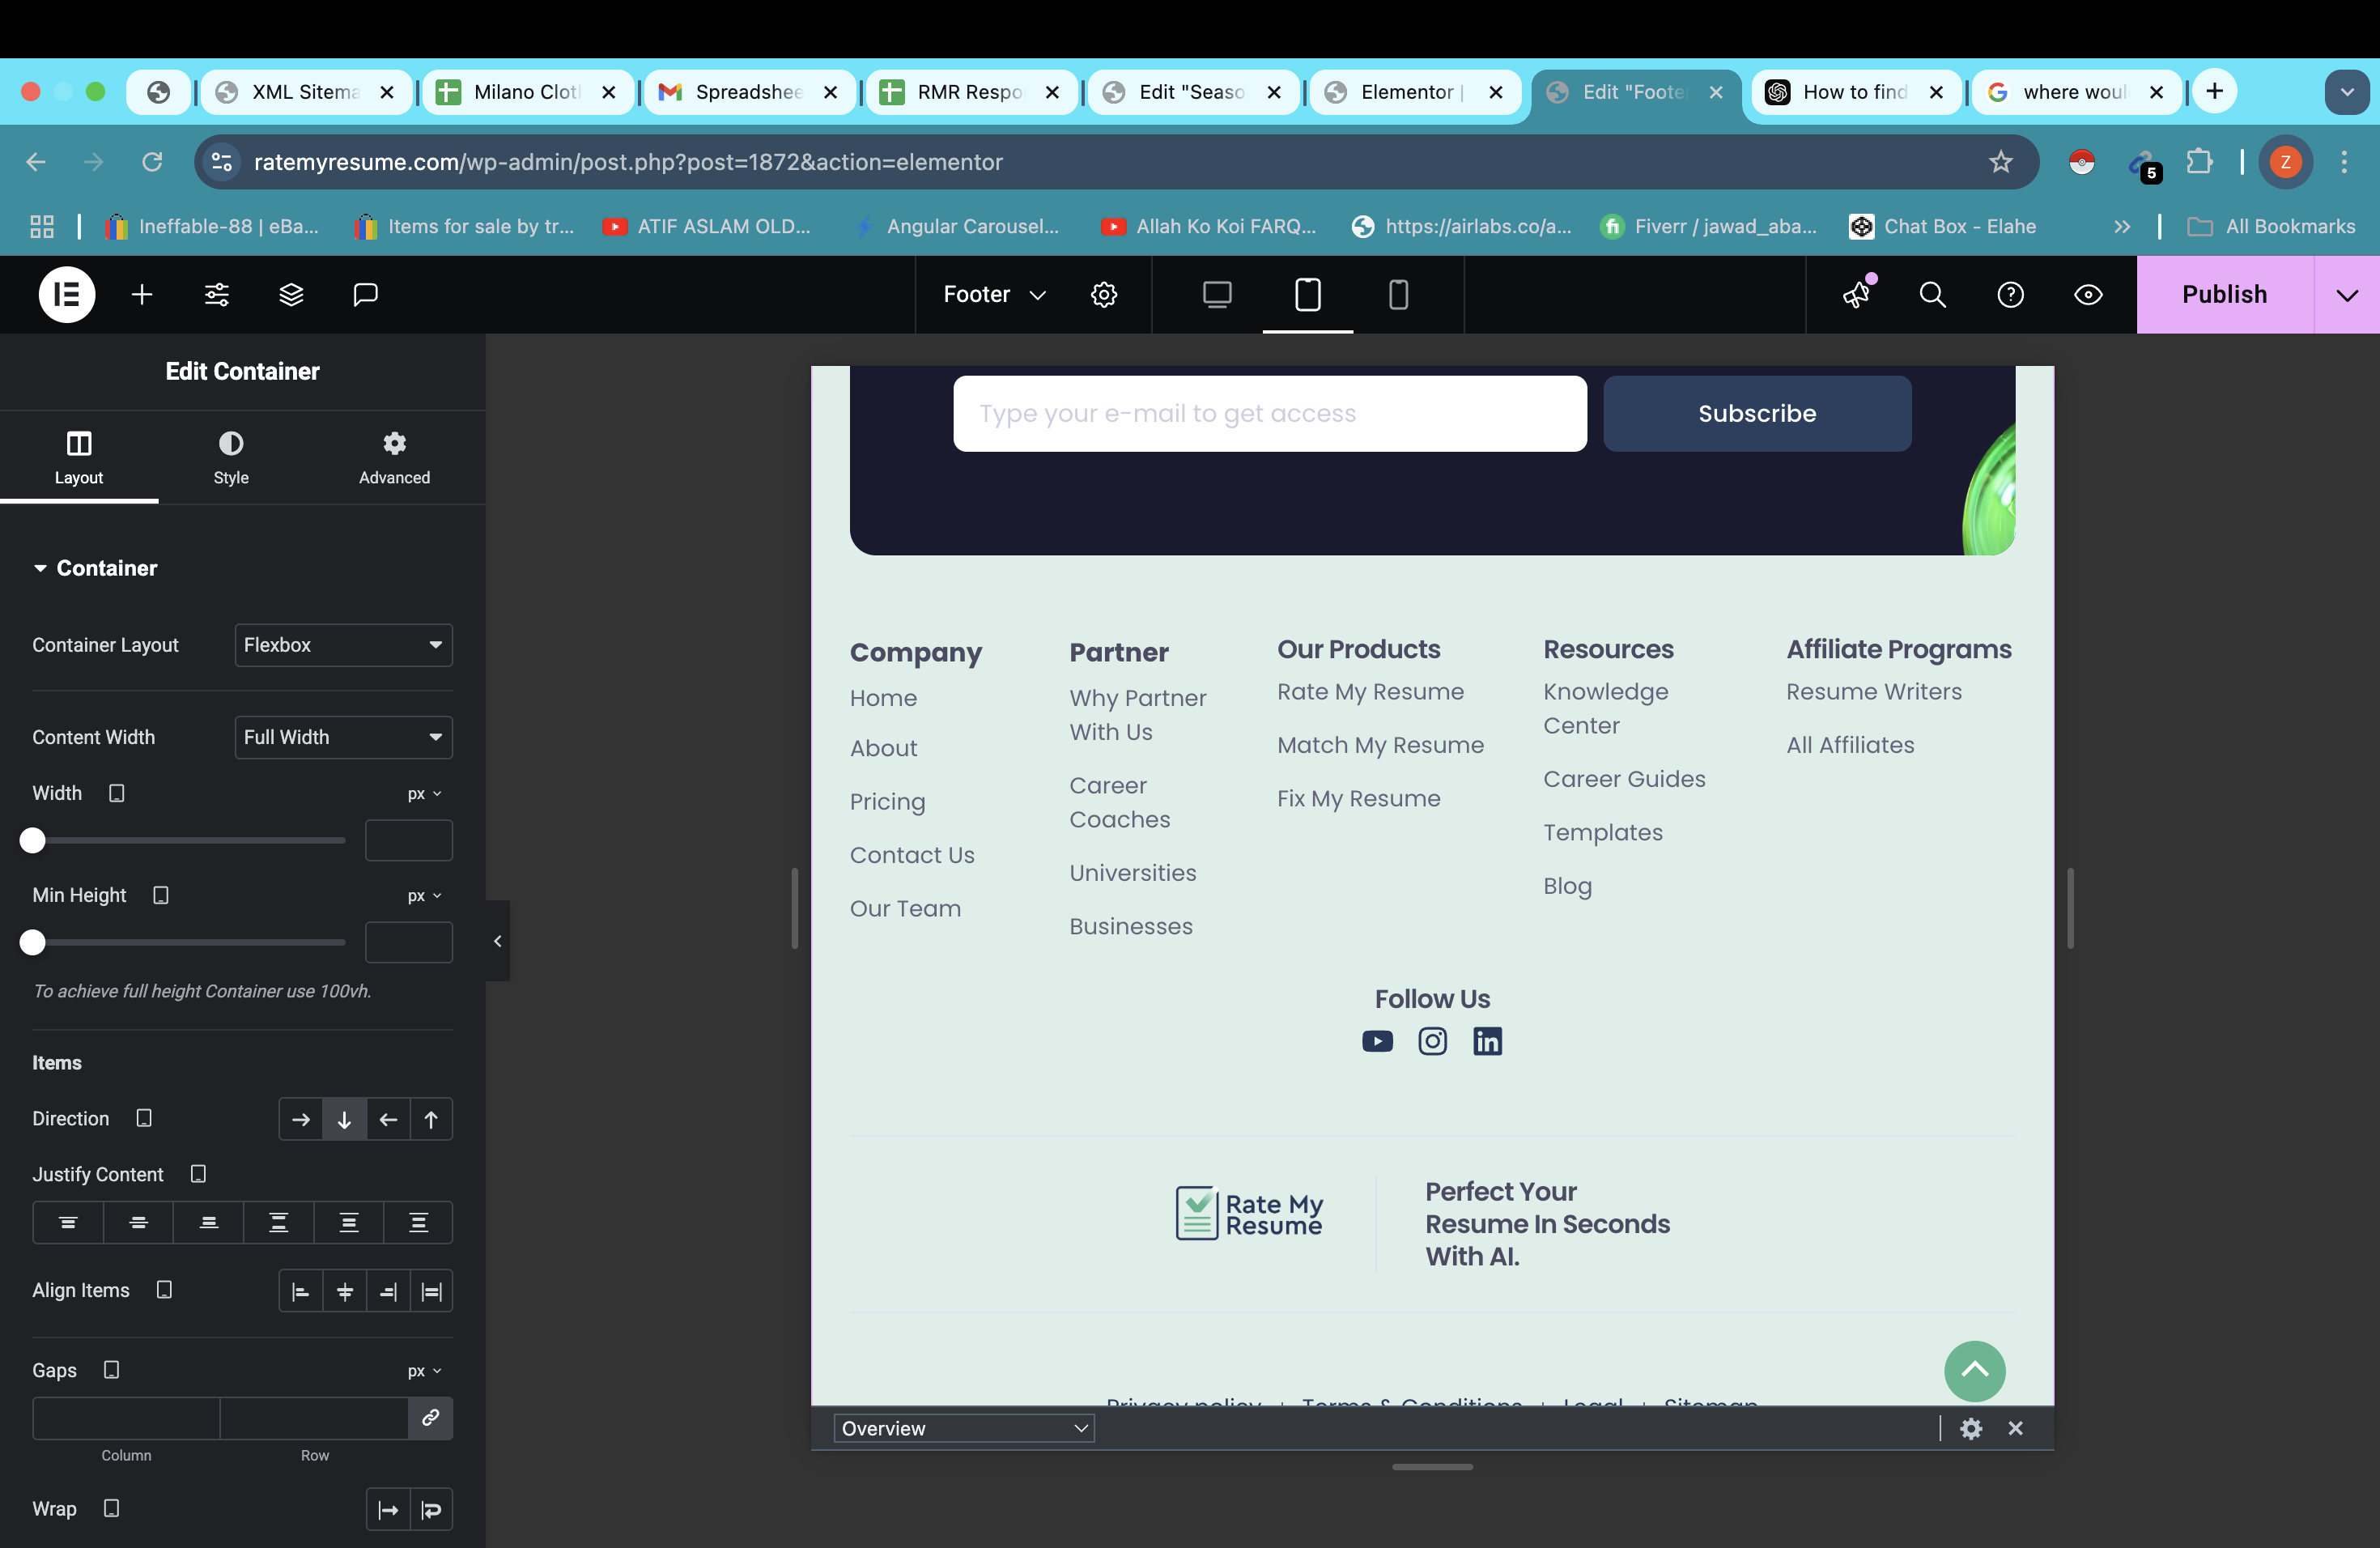 XML Sitema
Milano Clot
Spreadshee
RMR Respo
Edit "Seaso
Elementor |
Edit "Foote
How to find
where woul
ratemyresume.com/wp-admin/post.php?post=1872&action=elementor
5
Z
Ineffable-88 | eBa...
Items for sale by tr...
ATIF ASLAM OLD...
Angular Carousel...
Allah Ko Koi FARQ...
https://airlabs.co/a...
Fiverr / jawad_aba...
Chat Box - Elahe
All Bookmarks
Footer
Publish
Edit Container
Layout
Style
Advanced
Container
Container Layout
Flexbox
Content Width
Full Width
Width
px
Min Height
px
To achieve full height Container use 100vh.
Items
Direction
Justify Content
Align Items
Gaps
px
Column
Row
Wrap
Type your e-mail to get access
Subscribe
Company
Home
About
Pricing
Contact Us
Our Team
Partner
Why Partner
With Us
Career
Coaches
Universities
Businesses
Our Products
Rate My Resume
Match My Resume
Fix My Resume
Resources
Knowledge
Center
Career Guides
Templates
Blog
Affiliate Programs
Resume Writers
All Affiliates
Follow Us
Rate My
Resume
Perfect Your
Resume In Seconds
With AI.
Privacy policy | Terms & Conditions | Legal | Sitemap
Overview